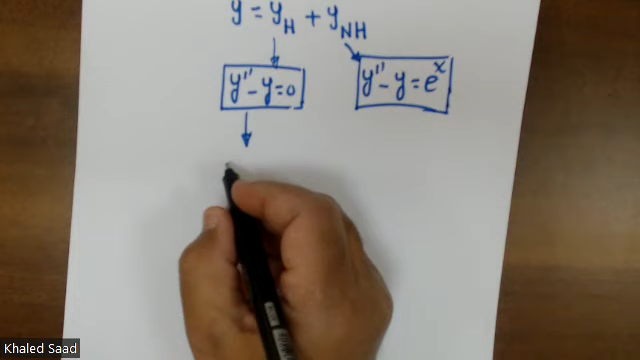 y = y_H + y_NH
y'' - y = 0 y'' - y = e^x
Khaled Saad